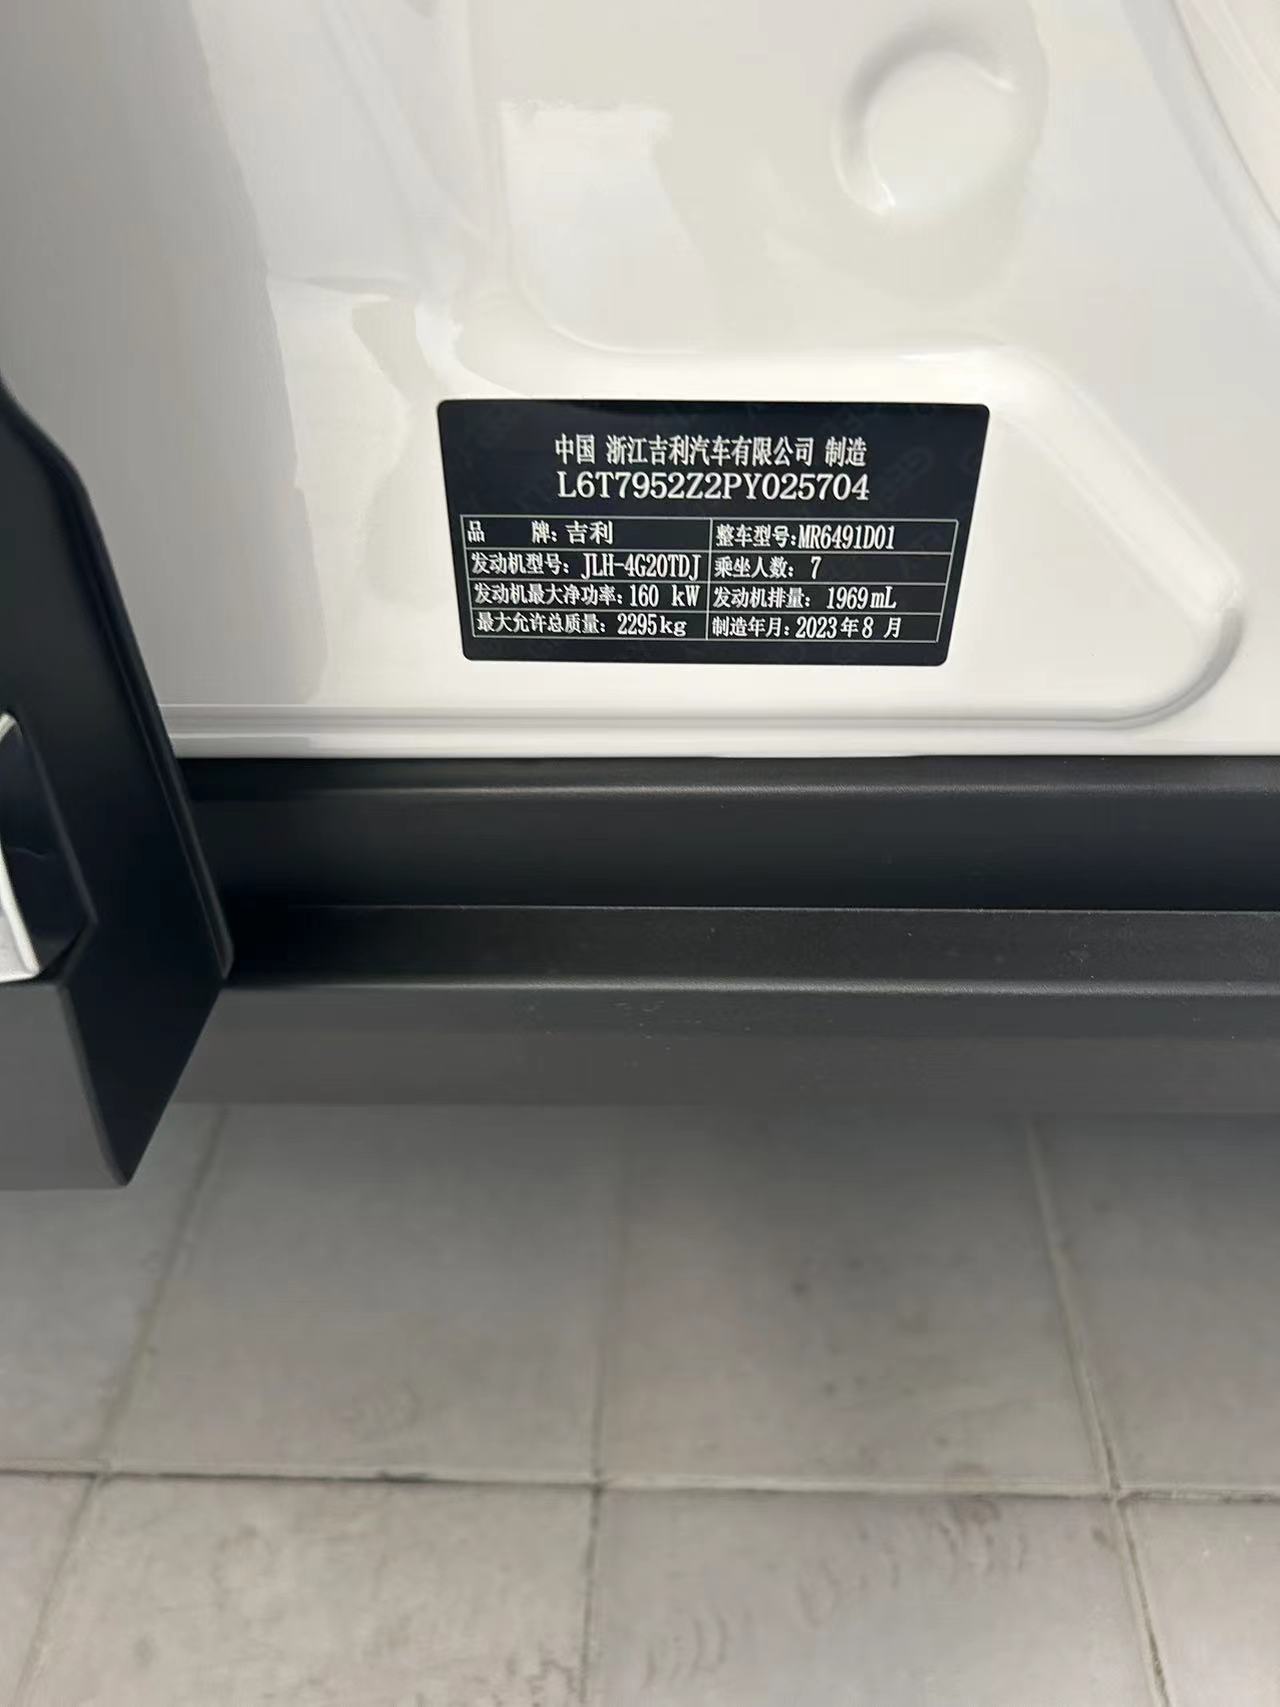 中国 浙江吉利汽车有限公司 制造
L6T7952Z2PY025704
品 牌: 吉利 整车型号:MR6491D01
发动机型号: JLH-4G20TDJ 乘坐人数: 7
发动机最大净功率:160 kW 发动机排量: 1969mL
最大允许总质量: 2295kg 制造年月:2023年8 月